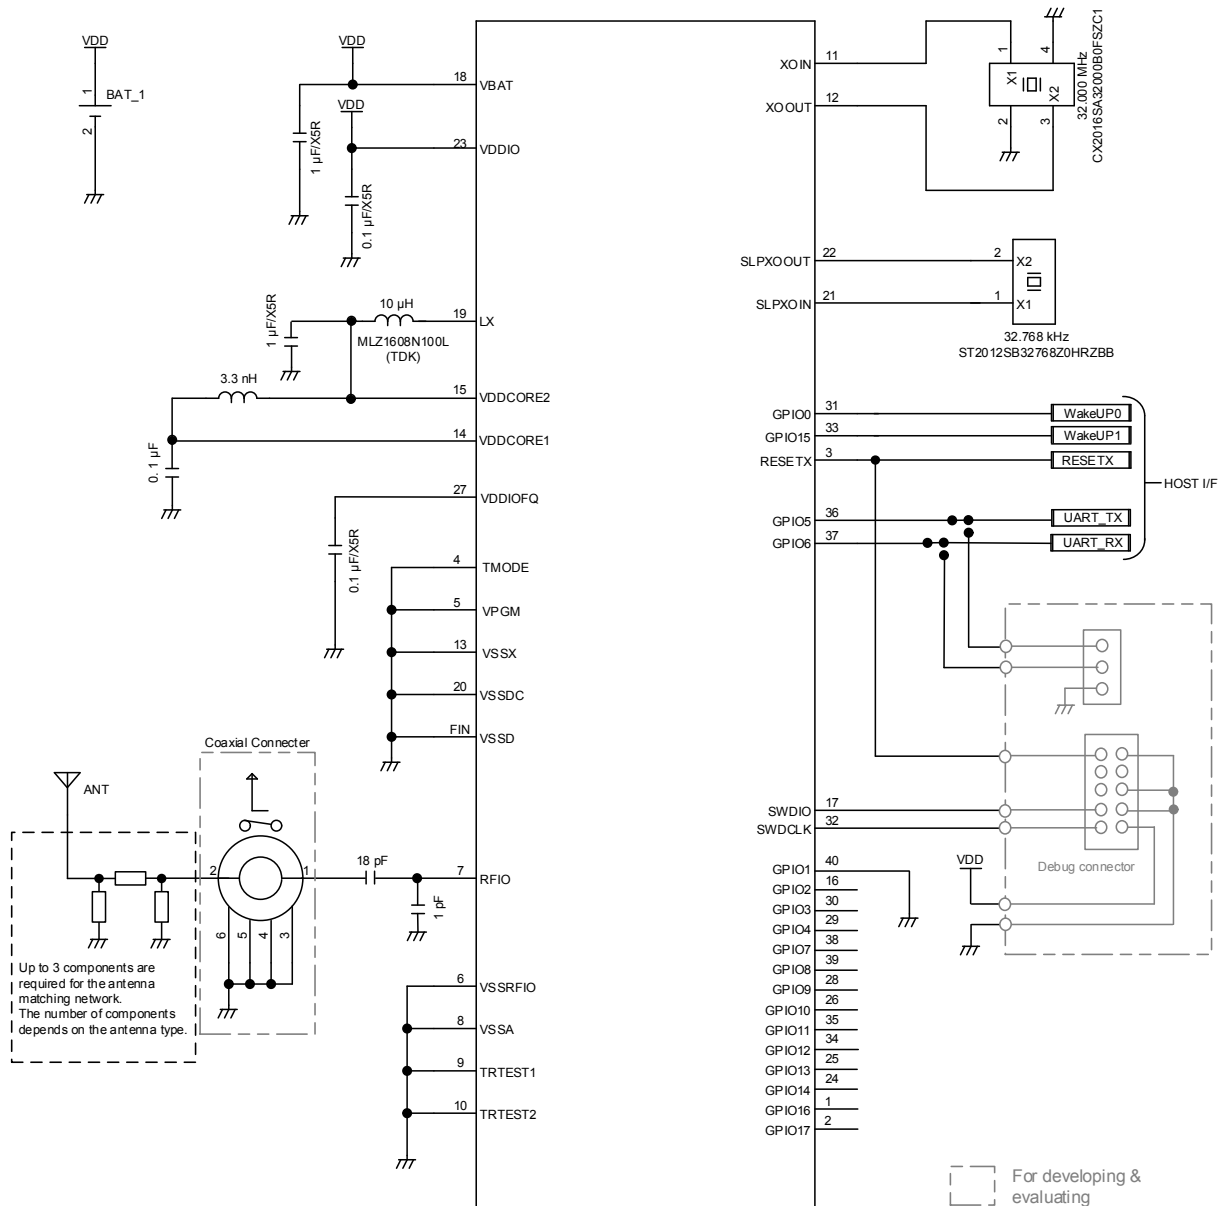 VDD
1
BAT_1
2
VDD
18
VBAT
1 µF/X5R
VDD
23
VDDIO
0.1 µF/X5R
1 µF/X5R
10 µH
19
LX
MLZ1608N100L
(TDK)
3.3 nH
15
VDDCORE2
14
VDDCORE1
0.1 µF
27
VDDIOFQ
0.1 µF/X5R
4
TMODE
5
VPGM
13
VSSX
20
VSSDC
FIN
VSSD
Coaxial Connecter
ANT
2
1
6
5
4
3
18 pF
7
RFIO
1 pF
Up to 3 components are
required for the antenna
matching network.
The number of components
depends on the antenna type.
6
VSSRFIO
8
VSSA
9
TRTEST1
10
TRTEST2
XOIN
11
XOOUT
12
1
4
X1
X2
2
3
32.000 MHz
CX2016SA32000B0FSZC1
SLPXOOUT
22
2
X2
SLPXOIN
21
1
X1
32.768 kHz
ST2012SB32768Z0HRZBB
GPIO0
31
WakeUP0
GPIO15
33
WakeUP1
RESETX
3
RESETX
HOST I/F
GPIO5
36
UART_TX
GPIO6
37
UART_RX
SWDIO
17
SWDCLK
32
VDD
Debug connector
GPIO1
40
GPIO2
16
GPIO3
30
GPIO4
29
GPIO7
38
GPIO8
39
GPIO9
28
GPIO10
26
GPIO11
35
GPIO12
34
GPIO13
25
GPIO14
24
GPIO16
1
GPIO17
2
For developing &
evaluating